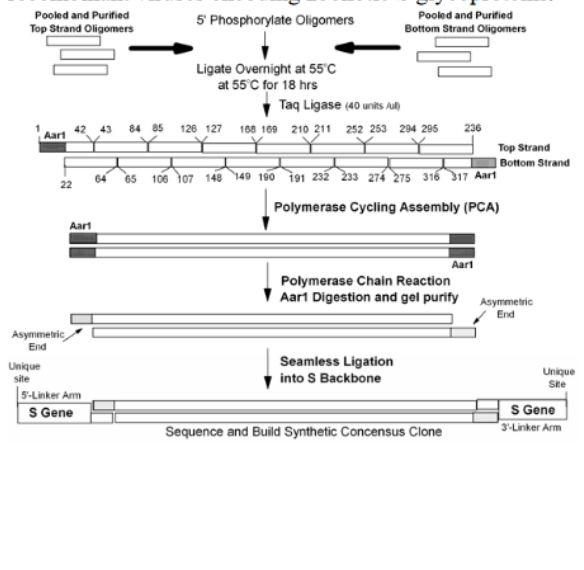 Pooled and Purified
Top Strand Oligomers
5' Phosphorylate Oligomers
Pooled and Purified
Bottom Strand Oligomers
Ligate Overnight at 55°C
at 55°C for 18 hrs
Taq Ligase (40 units /ul)
1 42 43 84 85 126 127 168 169 210 211 252 253 294 295 236
Aar1
Top Strand
Bottom Strand
22 64 65 106 107 148 149 190 191 232 233 274 275 316 317 Aar1
Polymerase Cycling Assembly (PCA)
Aar1
Aar1
Polymerase Chain Reaction
Aar1 Digestion and gel purify
Asymmetric
End
Asymmetric
End
Seamless Ligation
into S Backbone
Unique
site
Unique
Site
5'-Linker Arm
S Gene
S Gene
3'-Linker Arm
Sequence and Build Synthetic Concensus Clone